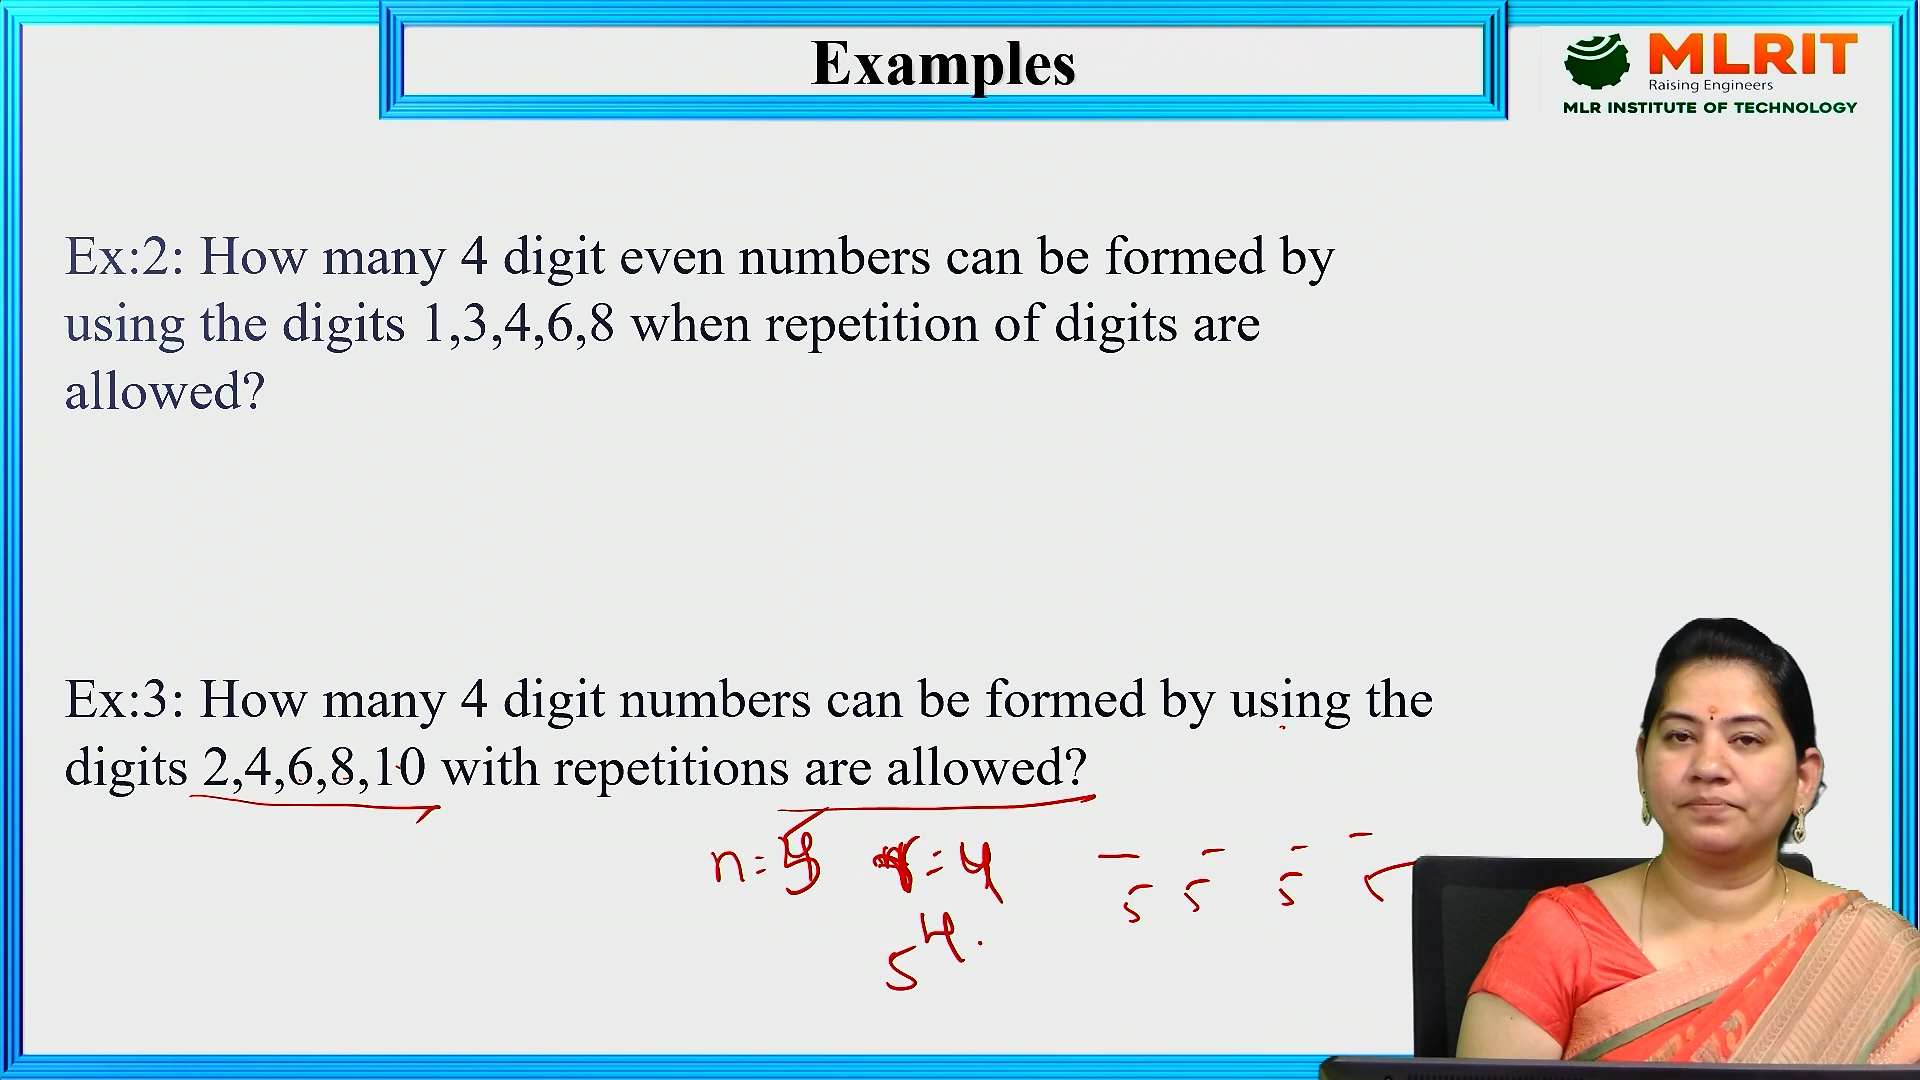 Examples
MLRIT
Raising Engineers
MLR INSTITUTE OF TECHNOLOGY
Ex:2: How many 4 digit even numbers can be formed by
using the digits 1,3,4,6,8 when repetition of digits are
allowed?
Ex:3: How many 4 digit numbers can be formed by using the
digits 2,4,6,8,10 with repetitions are allowed?
n= r=4
5 5 5 5
5⁴.